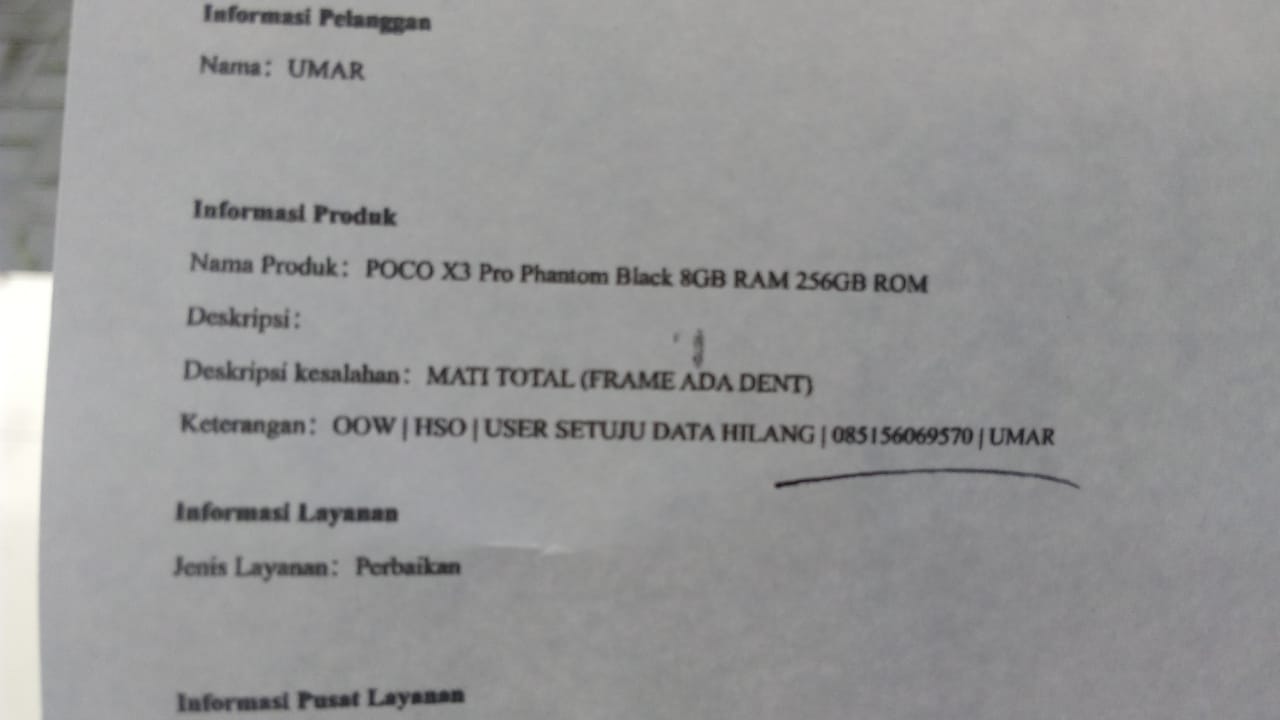 Informasi Pelanggan
Nama: UMAR
Informasi Produk
Nama Produk: POCO X3 Pro Phantom Black 8GB RAM 256GB ROM
Deskripsi:
Deskripsi kesalahan: MATI TOTAL (FRAME ADA DENT)
Keterangan: OOW | HSO | USER SETUJU DATA HILANG | 085156069570 | UMAR
Informasi Layanan
Jenis Layanan: Perbaikan
Informasi Pusat Layanan